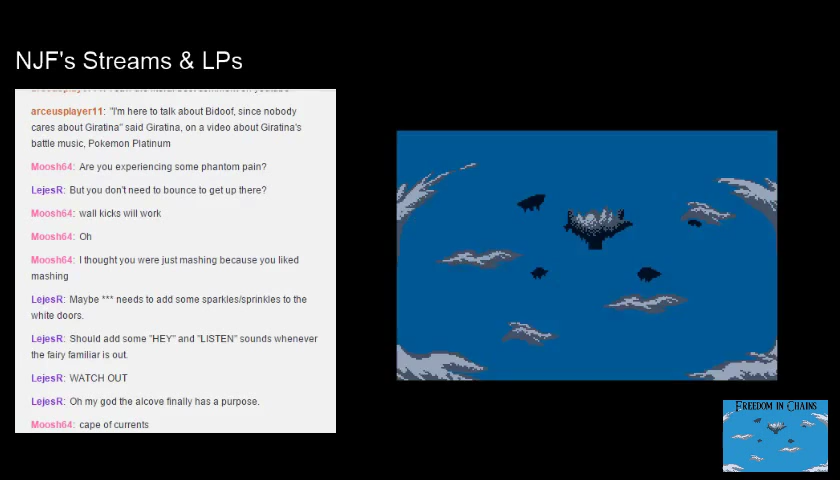 NJF's Streams & LPs
arceusplayer11: "I'm here to talk about Bidoof, since nobody
cares about Giratina" said Giratina, on a video about Giratina's
battle music, Pokemon Platinum
Moosh64: Are you experiencing some phantom pain?
LejesR: But you don't need to bounce to get up there?
Moosh64: wall kicks will work
Moosh64: Oh
Moosh64: I thought you were just mashing because you liked
mashing
LejesR: Maybe *** needs to add some sparkles/sprinkles to the
white doors.
LejesR: Should add some "HEY" and "LISTEN" sounds whenever
the fairy familiar is out.
LejesR: WATCH OUT
LejesR: Oh my god the alcove finally has a purpose.
Moosh64: cape of currents
Freedom in Chains